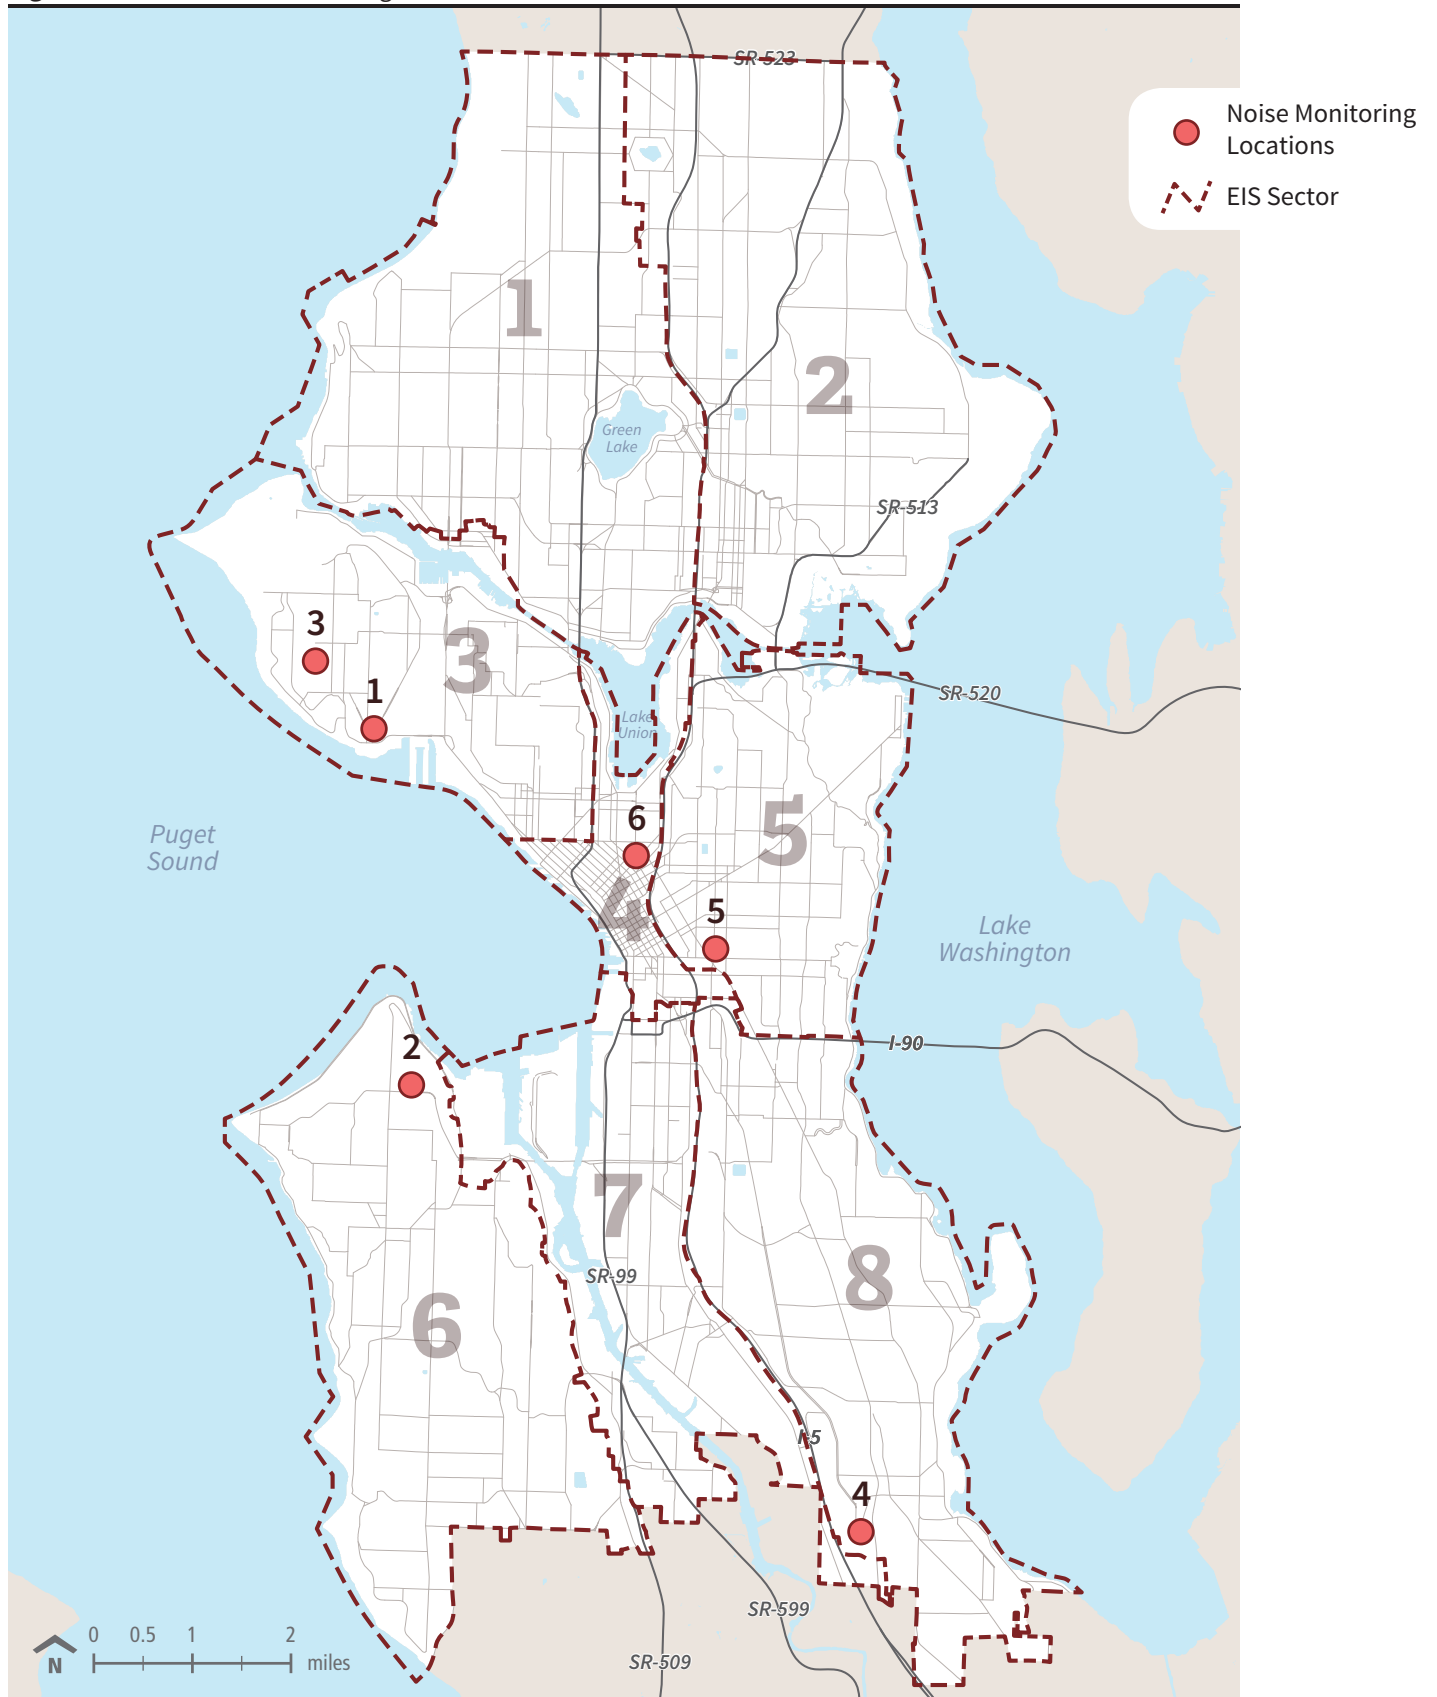 SR-523
Noise Monitoring
Locations
EIS Sector
1
2
Green
Lake
SR-513
3
3
1
SR-520
Lake
Union
6
5
Puget
Sound
4
5
Lake
Washington
2
I-90
7
8
SR-99
6
I-5
4
SR-599
0 0.5 1 2
miles
N
SR-509